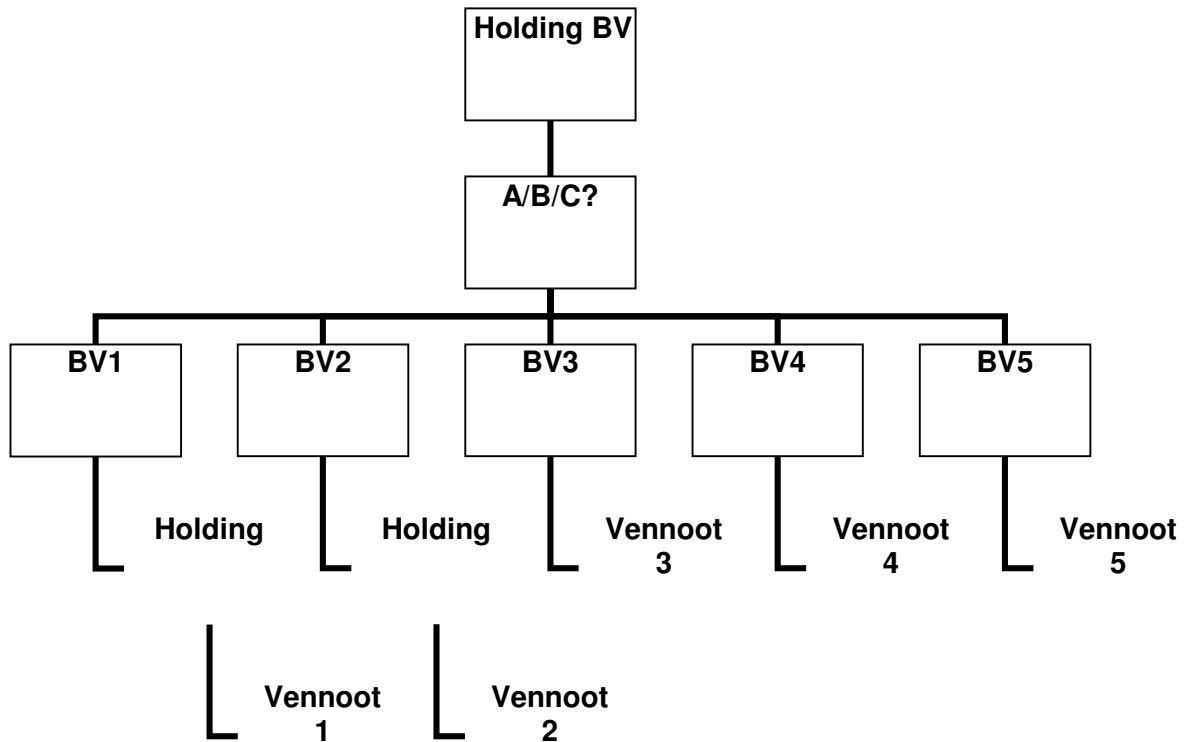 Holding BV
A/B/C?
BV1
BV2
BV3
BV4
BV5
Holding
Holding
Vennoot
3
Vennoot
4
Vennoot
5
Vennoot
1
Vennoot
2